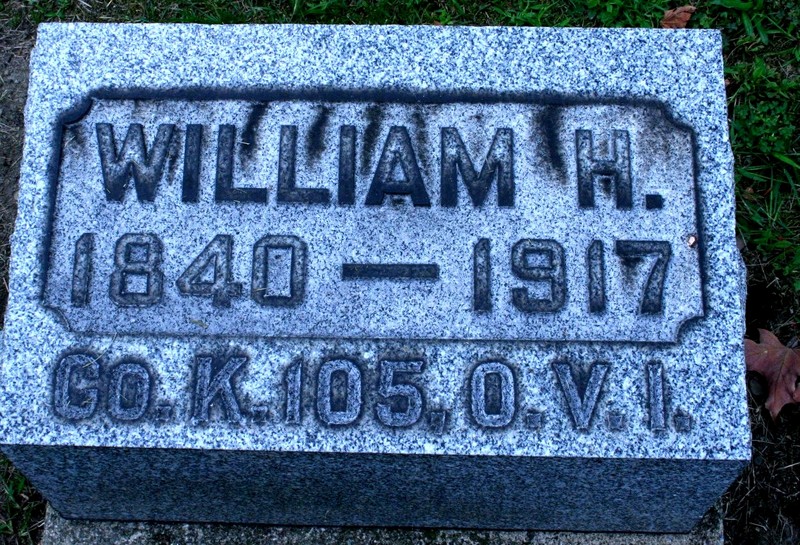 WILLIAM H.
1840 — 1917
Co. K. 105, O.V.I.